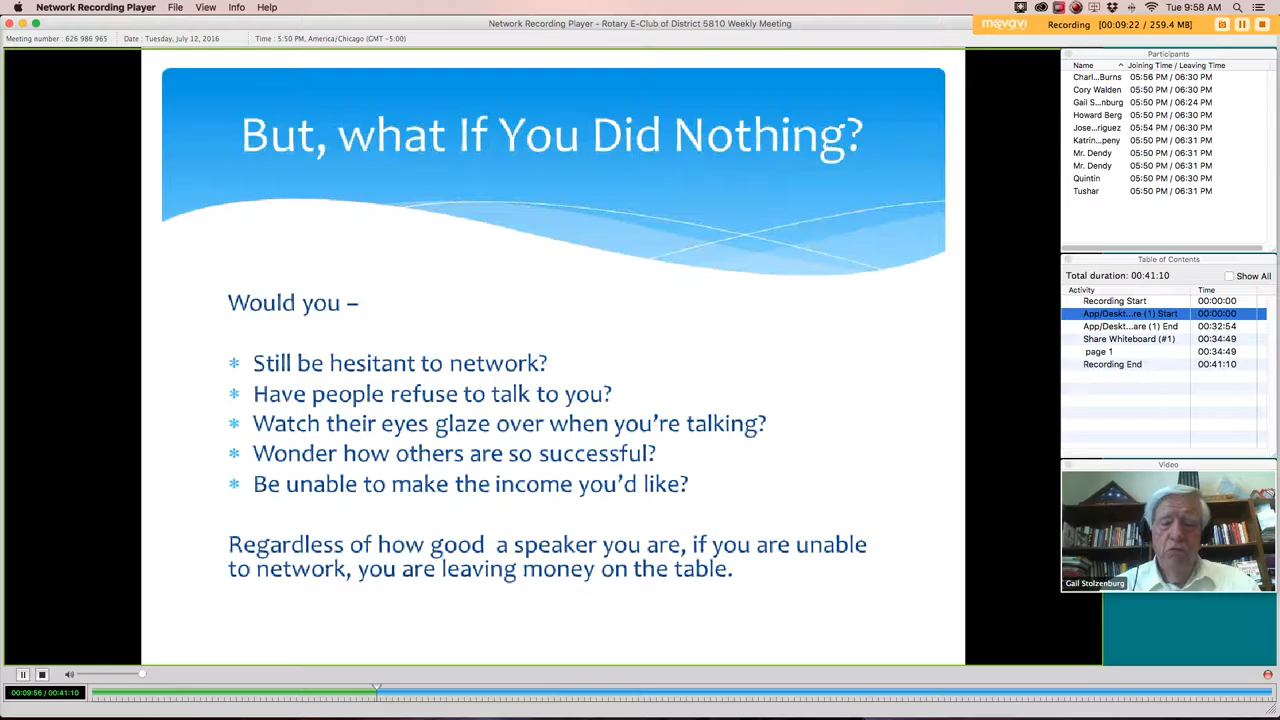 Network Recording Player File View Info Help
Tue 9:58 AM
Network Recording Player - Rotary E-Club of District 5810 Weekly Meeting
movavi Recording [00:09:22 / 259.4 MB]
Meeting number : 626 986 965 Date : Tuesday, July 12, 2016 Time : 5:50 PM, America/Chicago (GMT -5:00)
But, what If You Did Nothing?
Would you –
* Still be hesitant to network?
* Have people refuse to talk to you?
* Watch their eyes glaze over when you're talking?
* Wonder how others are so successful?
* Be unable to make the income you'd like?
Regardless of how good a speaker you are, if you are unable
to network, you are leaving money on the table.
Participants
Name Joining Time / Leaving Time
Charl...Burns 05:56 PM / 06:30 PM
Cory Walden 05:50 PM / 06:30 PM
Gail S...nburg 05:50 PM / 06:24 PM
Howard Berg 05:50 PM / 06:30 PM
Jose...riguez 05:54 PM / 06:30 PM
Katrin...peny 05:50 PM / 06:30 PM
Mr. Dendy 05:50 PM / 06:31 PM
Mr. Dendy 05:50 PM / 06:31 PM
Quintin 05:50 PM / 06:30 PM
Tushar 05:50 PM / 06:31 PM
Table of Contents
Total duration: 00:41:10 Show All
Activity Time
Recording Start 00:00:00
App/Deskt...re (1) Start 00:00:00
App/Deskt...are (1) End 00:32:54
Share Whiteboard (#1) 00:34:49
page 1 00:34:49
Recording End 00:41:10
Video
Gail Stolzenburg
00:09:56 / 00:41:10